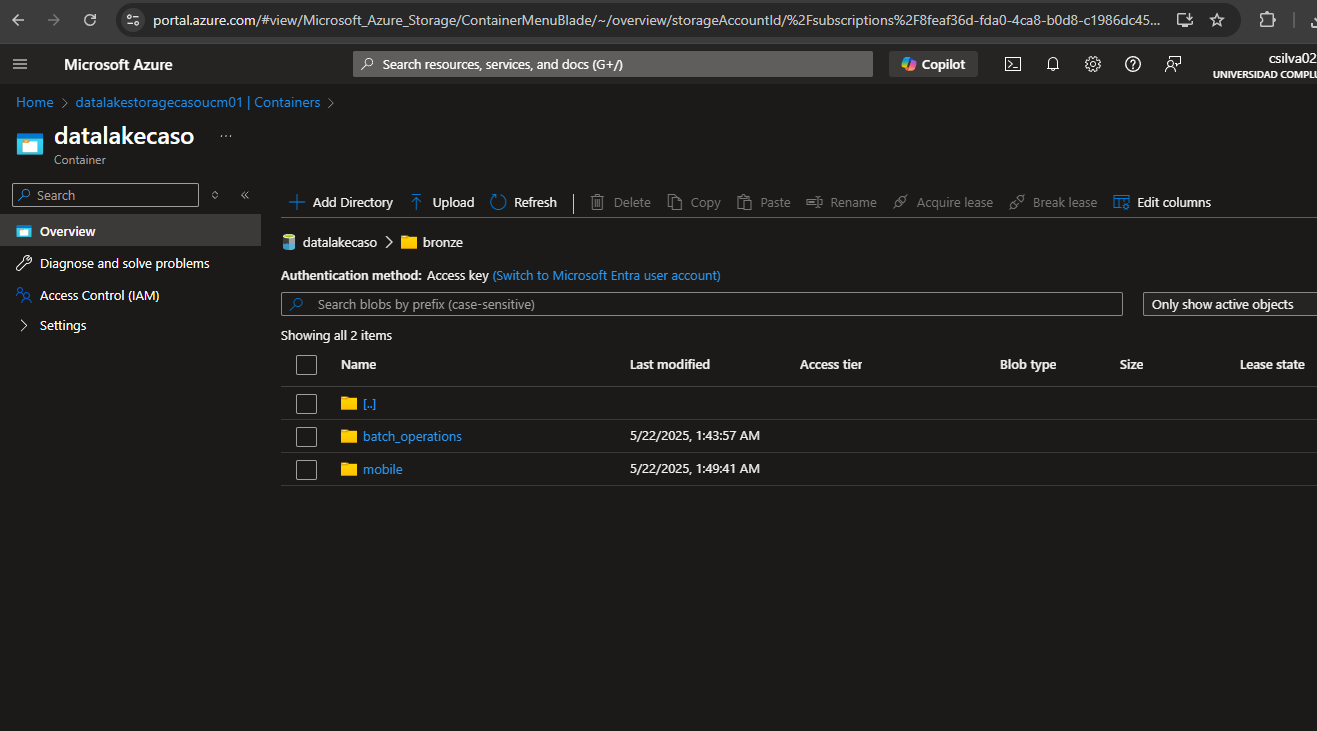 portal.azure.com/#view/Microsoft_Azure_Storage/ContainerMenuBlade/~/overview/storageAccountId/%2Fsubscriptions%2F8feaf36d-fda0-4ca8-b0d8-c1986dc45...
Microsoft Azure
Search resources, services, and docs (G+/)
Copilot
csilva02
UNIVERSIDAD COMPLU
Home > datalakestoragecasoucm01 | Containers >
datalakecaso ...
Container
Search
Add Directory Upload Refresh Delete Copy Paste Rename Acquire lease Break lease Edit columns
Overview
Diagnose and solve problems
Access Control (IAM)
Settings
datalakecaso > bronze
Authentication method: Access key (Switch to Microsoft Entra user account)
Search blobs by prefix (case-sensitive)
Only show active objects
Showing all 2 items
Name Last modified Access tier Blob type Size Lease state
[..]
batch_operations 5/22/2025, 1:43:57 AM
mobile 5/22/2025, 1:49:41 AM